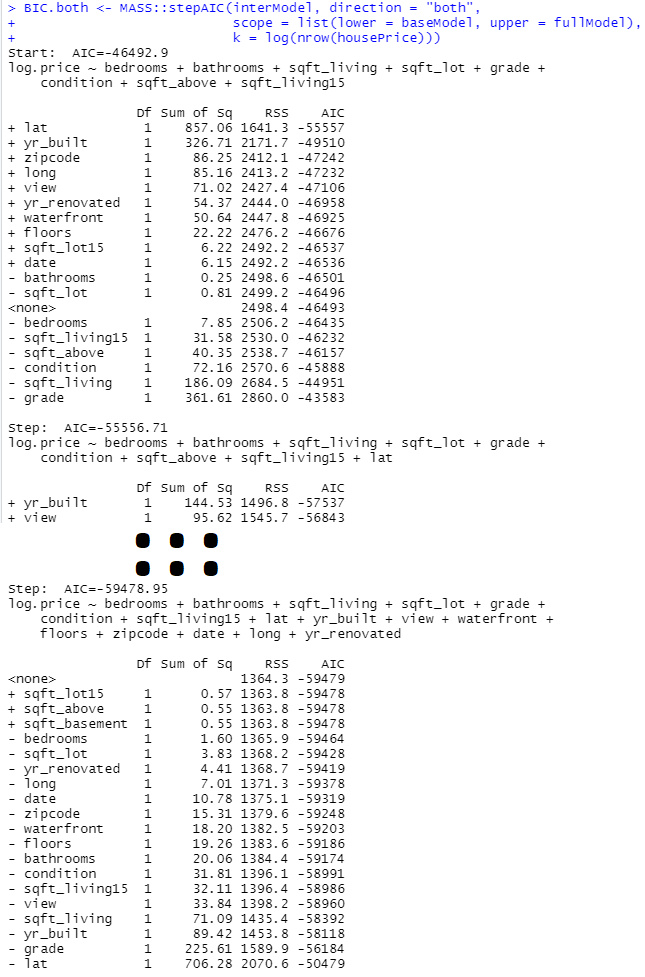 > BIC.both <- MASS::stepAIC(interModel, direction = "both",
+                           scope = list(lower = baseModel, upper = fullModel),
+                           k = log(nrow(housePrice)))
Start:  AIC=-46492.9
log.price ~ bedrooms + bathrooms + sqft_living + sqft_lot + grade +
    condition + sqft_above + sqft_living15

                Df Sum of Sq    RSS    AIC
+ lat            1    857.06 1641.3 -55557
+ yr_built       1    326.71 2171.7 -49510
+ zipcode        1     86.25 2412.1 -47242
+ long           1     85.16 2413.2 -47232
+ view           1     71.02 2427.4 -47106
+ yr_renovated   1     54.37 2444.0 -46958
+ waterfront     1     50.64 2447.8 -46925
+ floors         1     22.22 2476.2 -46676
+ sqft_lot15     1      6.22 2492.2 -46537
+ date           1      6.15 2492.2 -46536
- bathrooms      1      0.25 2498.6 -46501
- sqft_lot       1      0.81 2499.2 -46496
<none>                       2498.4 -46493
- bedrooms       1      7.85 2506.2 -46435
- sqft_living15  1     31.58 2530.0 -46232
- sqft_above     1     40.35 2538.7 -46157
- condition      1     72.16 2570.6 -45888
- sqft_living    1    186.09 2684.5 -44951
- grade          1    361.61 2860.0 -43583

Step:  AIC=-55556.71
log.price ~ bedrooms + bathrooms + sqft_living + sqft_lot + grade +
    condition + sqft_above + sqft_living15 + lat

                Df Sum of Sq    RSS    AIC
+ yr_built       1    144.53 1496.8 -57537
+ view           1     95.62 1545.7 -56843
Step:  AIC=-59478.95
log.price ~ bedrooms + bathrooms + sqft_living + sqft_lot + grade +
    condition + sqft_living15 + lat + yr_built + view + waterfront +
    floors + zipcode + date + long + yr_renovated

                Df Sum of Sq    RSS    AIC
<none>                       1364.3 -59479
+ sqft_lot15     1      0.57 1363.8 -59478
+ sqft_above     1      0.55 1363.8 -59478
+ sqft_basement  1      0.55 1363.8 -59478
- bedrooms       1      1.60 1365.9 -59464
- sqft_lot       1      3.83 1368.2 -59428
- yr_renovated   1      4.41 1368.7 -59419
- long           1      7.01 1371.3 -59378
- date           1     10.78 1375.1 -59319
- zipcode        1     15.31 1379.6 -59248
- waterfront     1     18.20 1382.5 -59203
- floors         1     19.26 1383.6 -59186
- bathrooms      1     20.06 1384.4 -59174
- condition      1     31.81 1396.1 -58991
- sqft_living15  1     32.11 1396.4 -58986
- view           1     33.84 1398.2 -58960
- sqft_living    1     71.09 1435.4 -58392
- yr_built       1     89.42 1453.8 -58118
- grade          1    225.61 1589.9 -56184
- lat            1    706.28 2070.6 -50479